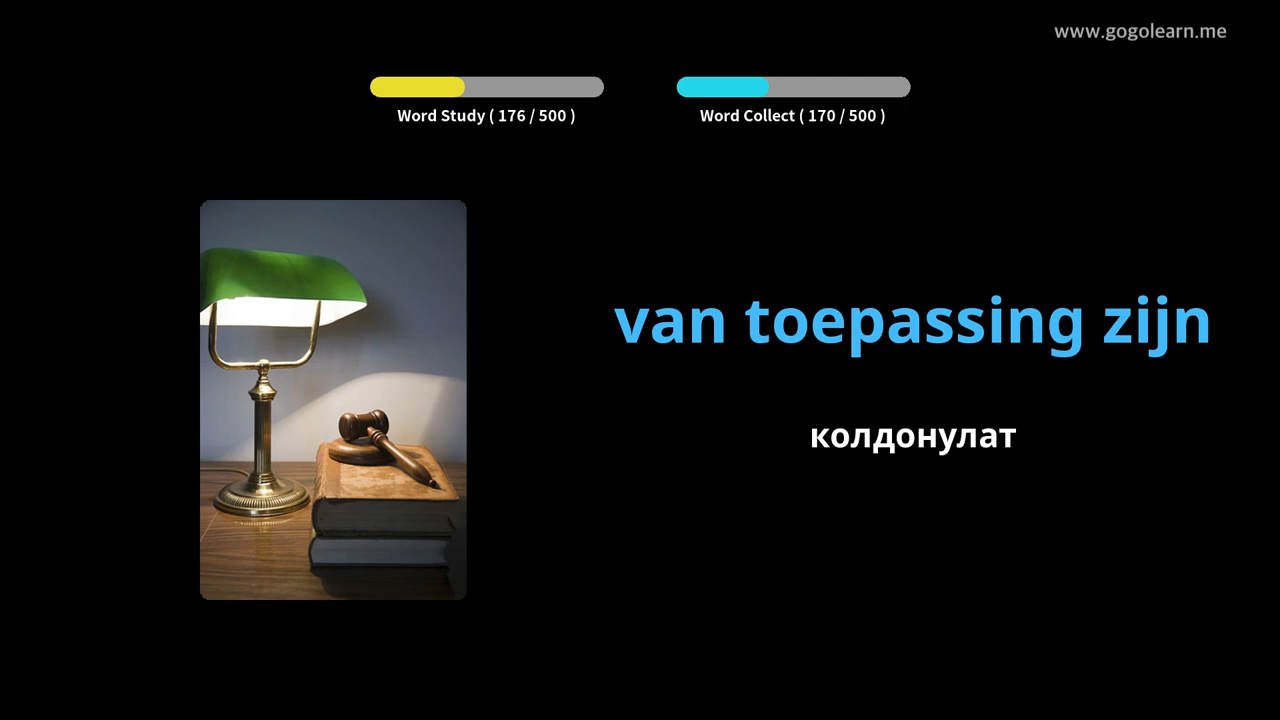 www.gogolearn.me
Word Study ( 176 / 500 )
Word Collect ( 170 / 500 )
van toepassing zijn
колдонулат